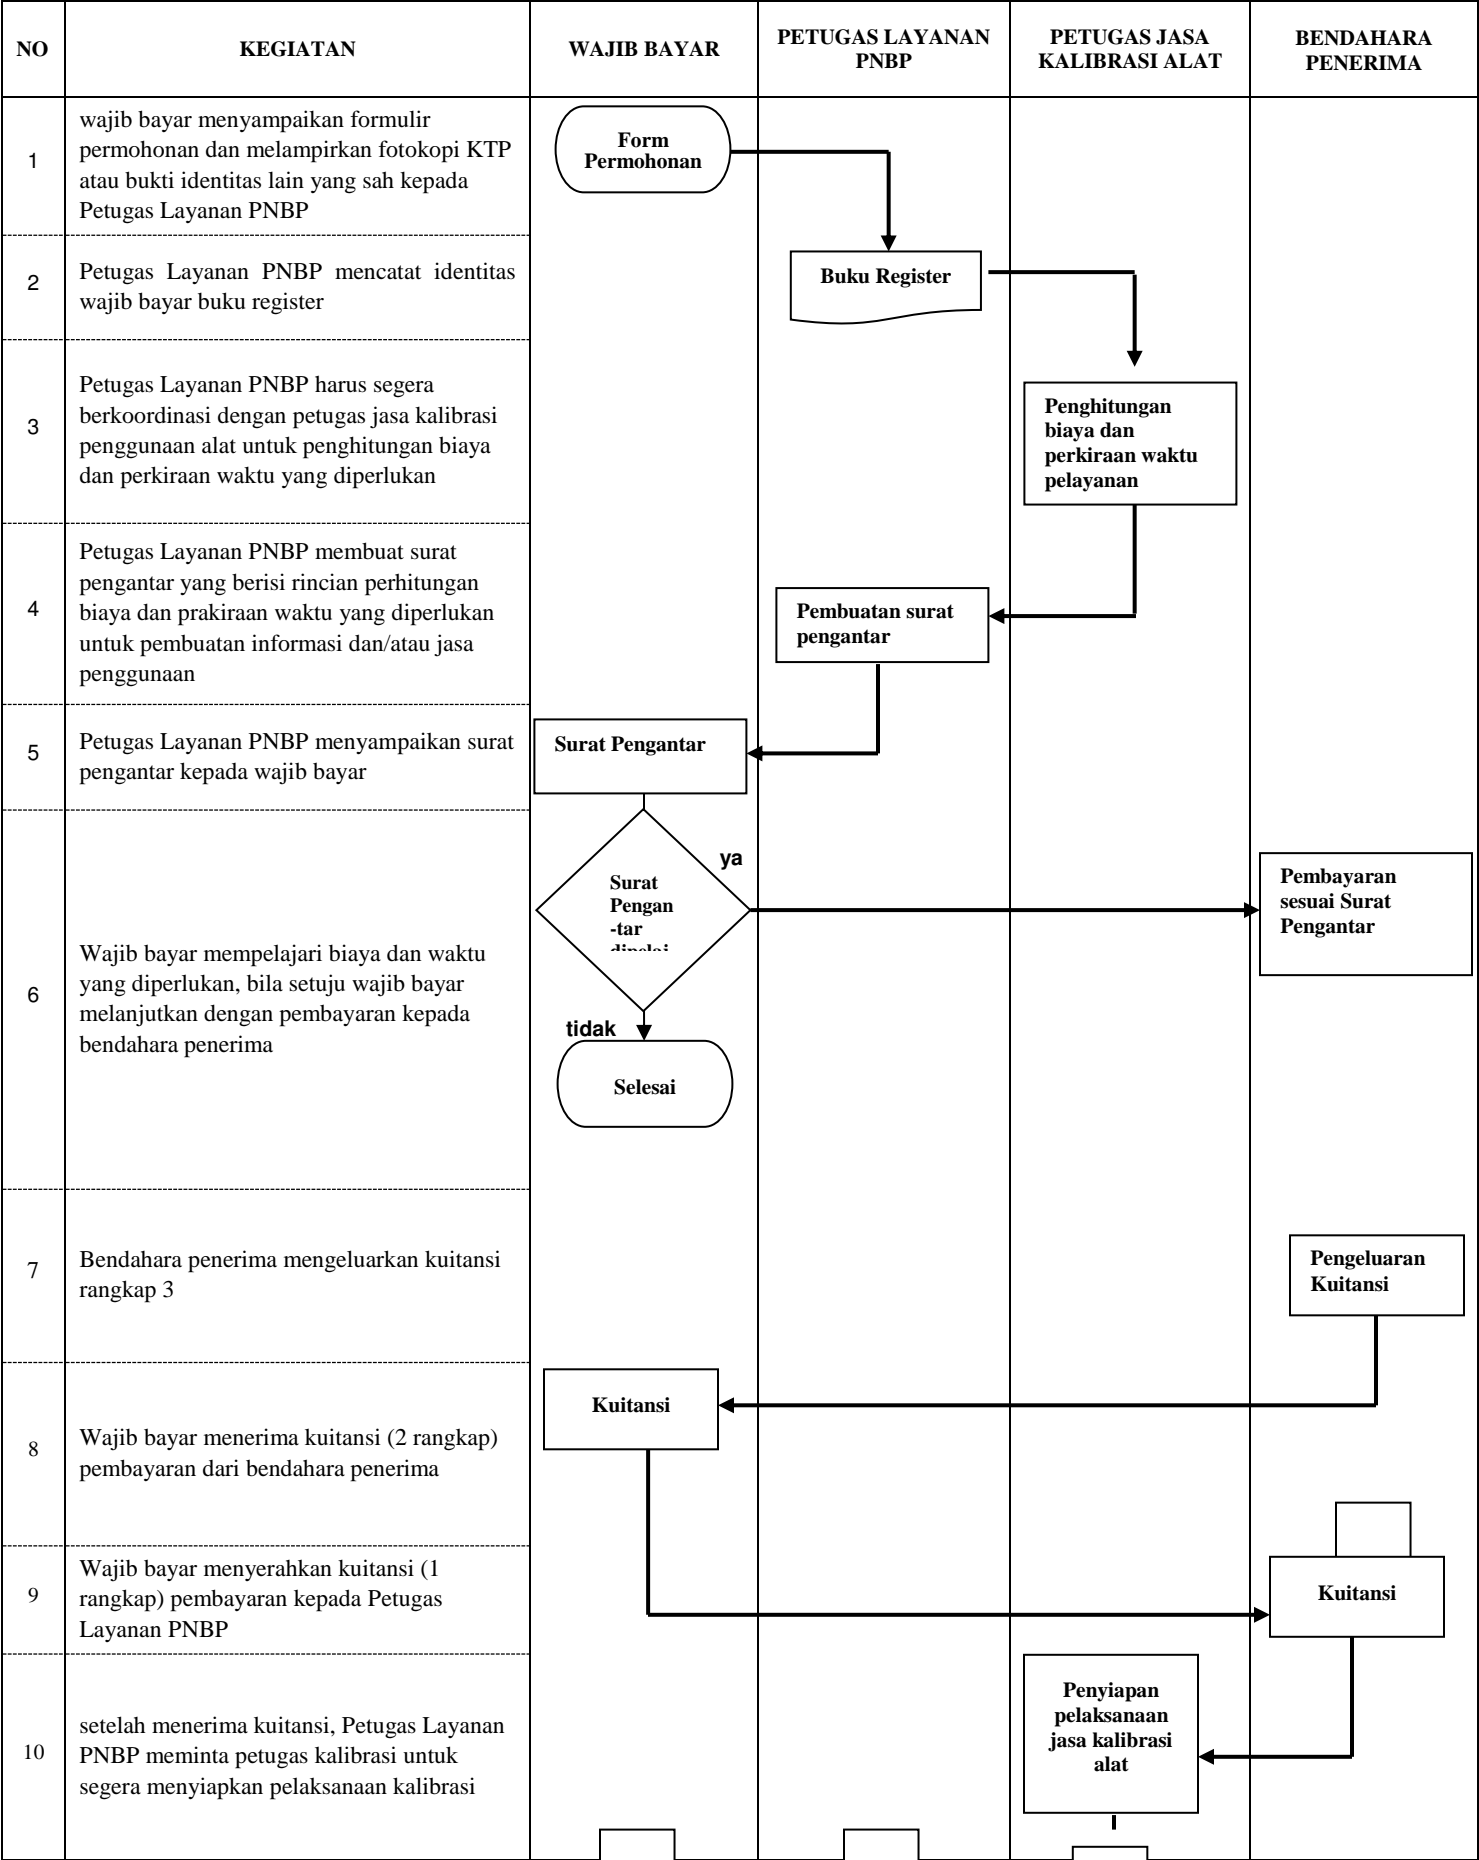 NO
KEGIATAN
WAJIB BAYAR
PETUGAS LAYANAN
PNBP
PETUGAS JASA
KALIBRASI ALAT
BENDAHARA
PENERIMA
1
wajib bayar menyampaikan formulir
permohonan dan melampirkan fotokopi KTP
atau bukti identitas lain yang sah kepada
Petugas Layanan PNBP
Form
Permohonan
2
Petugas Layanan PNBP mencatat identitas
wajib bayar buku register
Buku Register
3
Petugas Layanan PNBP harus segera
berkoordinasi dengan petugas jasa kalibrasi
penggunaan alat untuk penghitungan biaya
dan perkiraan waktu yang diperlukan
Penghitungan
biaya dan
perkiraan waktu
pelayanan
4
Petugas Layanan PNBP membuat surat
pengantar yang berisi rincian perhitungan
biaya dan prakiraan waktu yang diperlukan
untuk pembuatan informasi dan/atau jasa
penggunaan
Pembuatan surat
pengantar
5
Petugas Layanan PNBP menyampaikan surat
pengantar kepada wajib bayar
Surat Pengantar
6
Wajib bayar mempelajari biaya dan waktu
yang diperlukan, bila setuju wajib bayar
melanjutkan dengan pembayaran kepada
bendahara penerima
ya
Surat
Pengan
-tar
tidak
Selesai
Pembayaran
sesuai Surat
Pengantar
7
Bendahara penerima mengeluarkan kuitansi
rangkap 3
Pengeluaran
Kuitansi
8
Wajib bayar menerima kuitansi (2 rangkap)
pembayaran dari bendahara penerima
Kuitansi
9
Wajib bayar menyerahkan kuitansi (1
rangkap) pembayaran kepada Petugas
Layanan PNBP
Kuitansi
10
setelah menerima kuitansi, Petugas Layanan
PNBP meminta petugas kalibrasi untuk
segera menyiapkan pelaksanaan kalibrasi
Penyiapan
pelaksanaan
jasa kalibrasi
alat